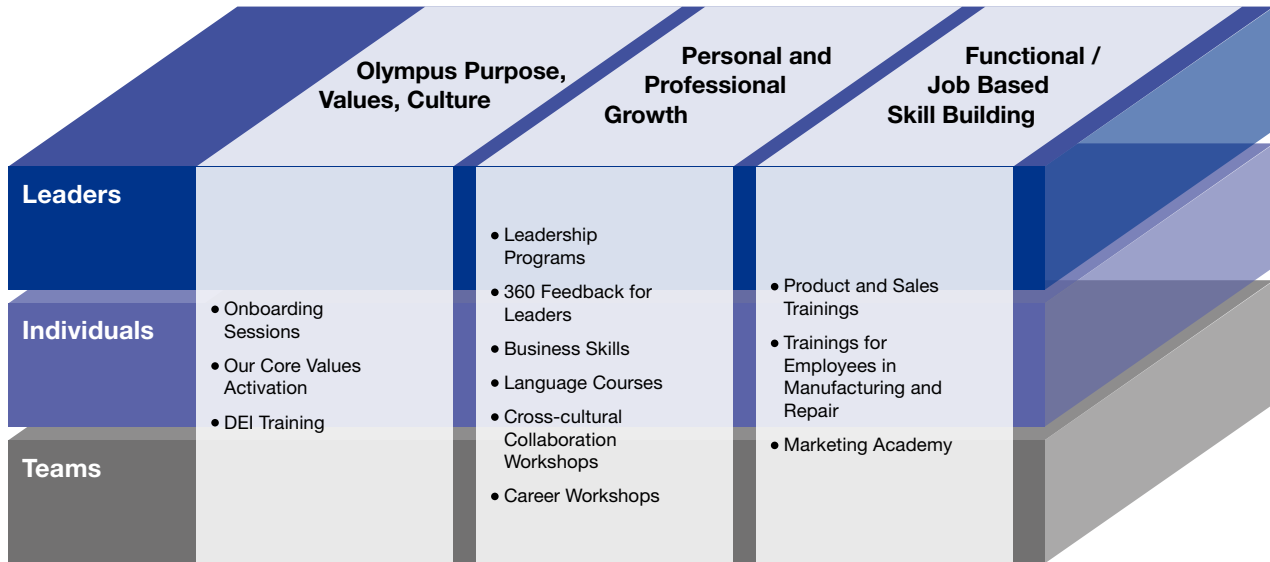 Olympus Purpose,
Values, Culture
Personal and
Professional
Growth
Functional /
Job Based
Skill Building
Leaders
Individuals
Teams
• Onboarding
Sessions
• Our Core Values
Activation
• DEI Training
• Leadership
Programs
• 360 Feedback for
Leaders
• Business Skills
• Language Courses
• Cross-cultural
Collaboration
Workshops
• Career Workshops
• Product and Sales
Trainings
• Trainings for
Employees in
Manufacturing and
Repair
• Marketing Academy